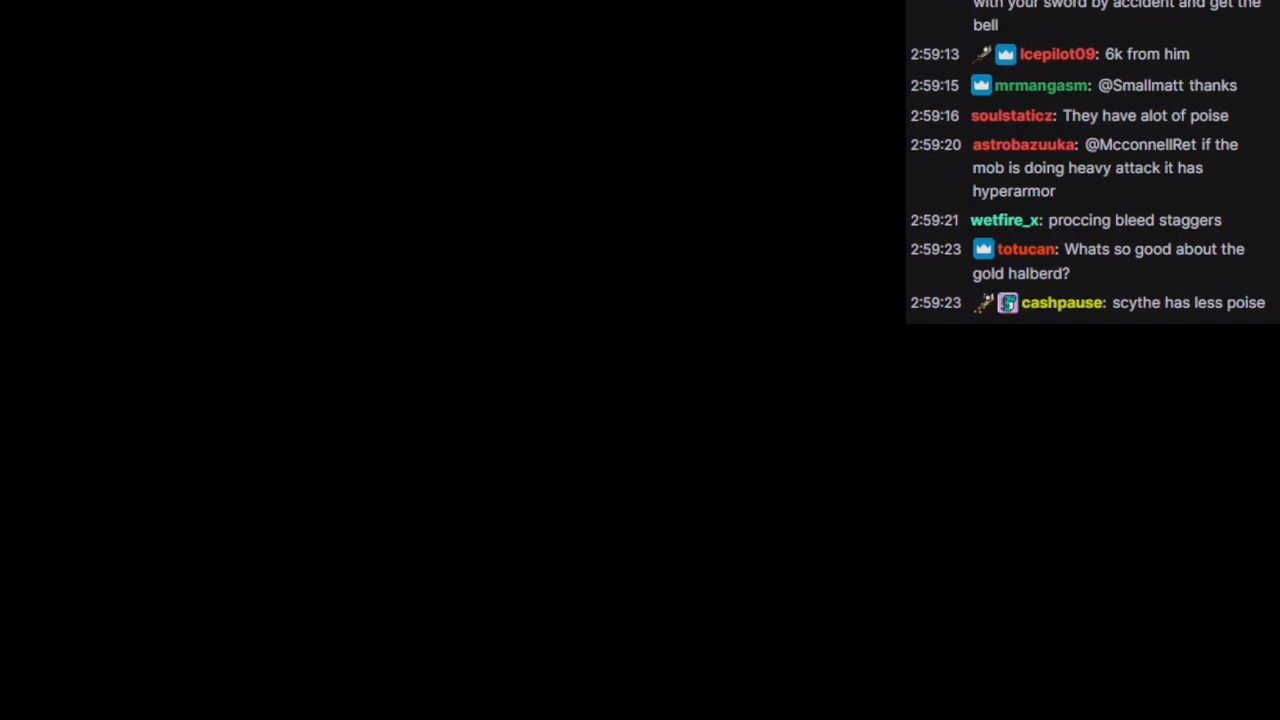 with your sword by accident and get the
bell
2:59:13 Icepilot09: 6k from him
2:59:15 mrmangasm: @Smallmatt thanks
2:59:16 soulstaticz: They have alot of poise
2:59:20 astrobazuuka: @McconnellRet if the
mob is doing heavy attack it has
hyperarmor
2:59:21 wetfire_x: proccing bleed staggers
2:59:23 totucan: Whats so good about the
gold halberd?
2:59:23 cashpause: scythe has less poise